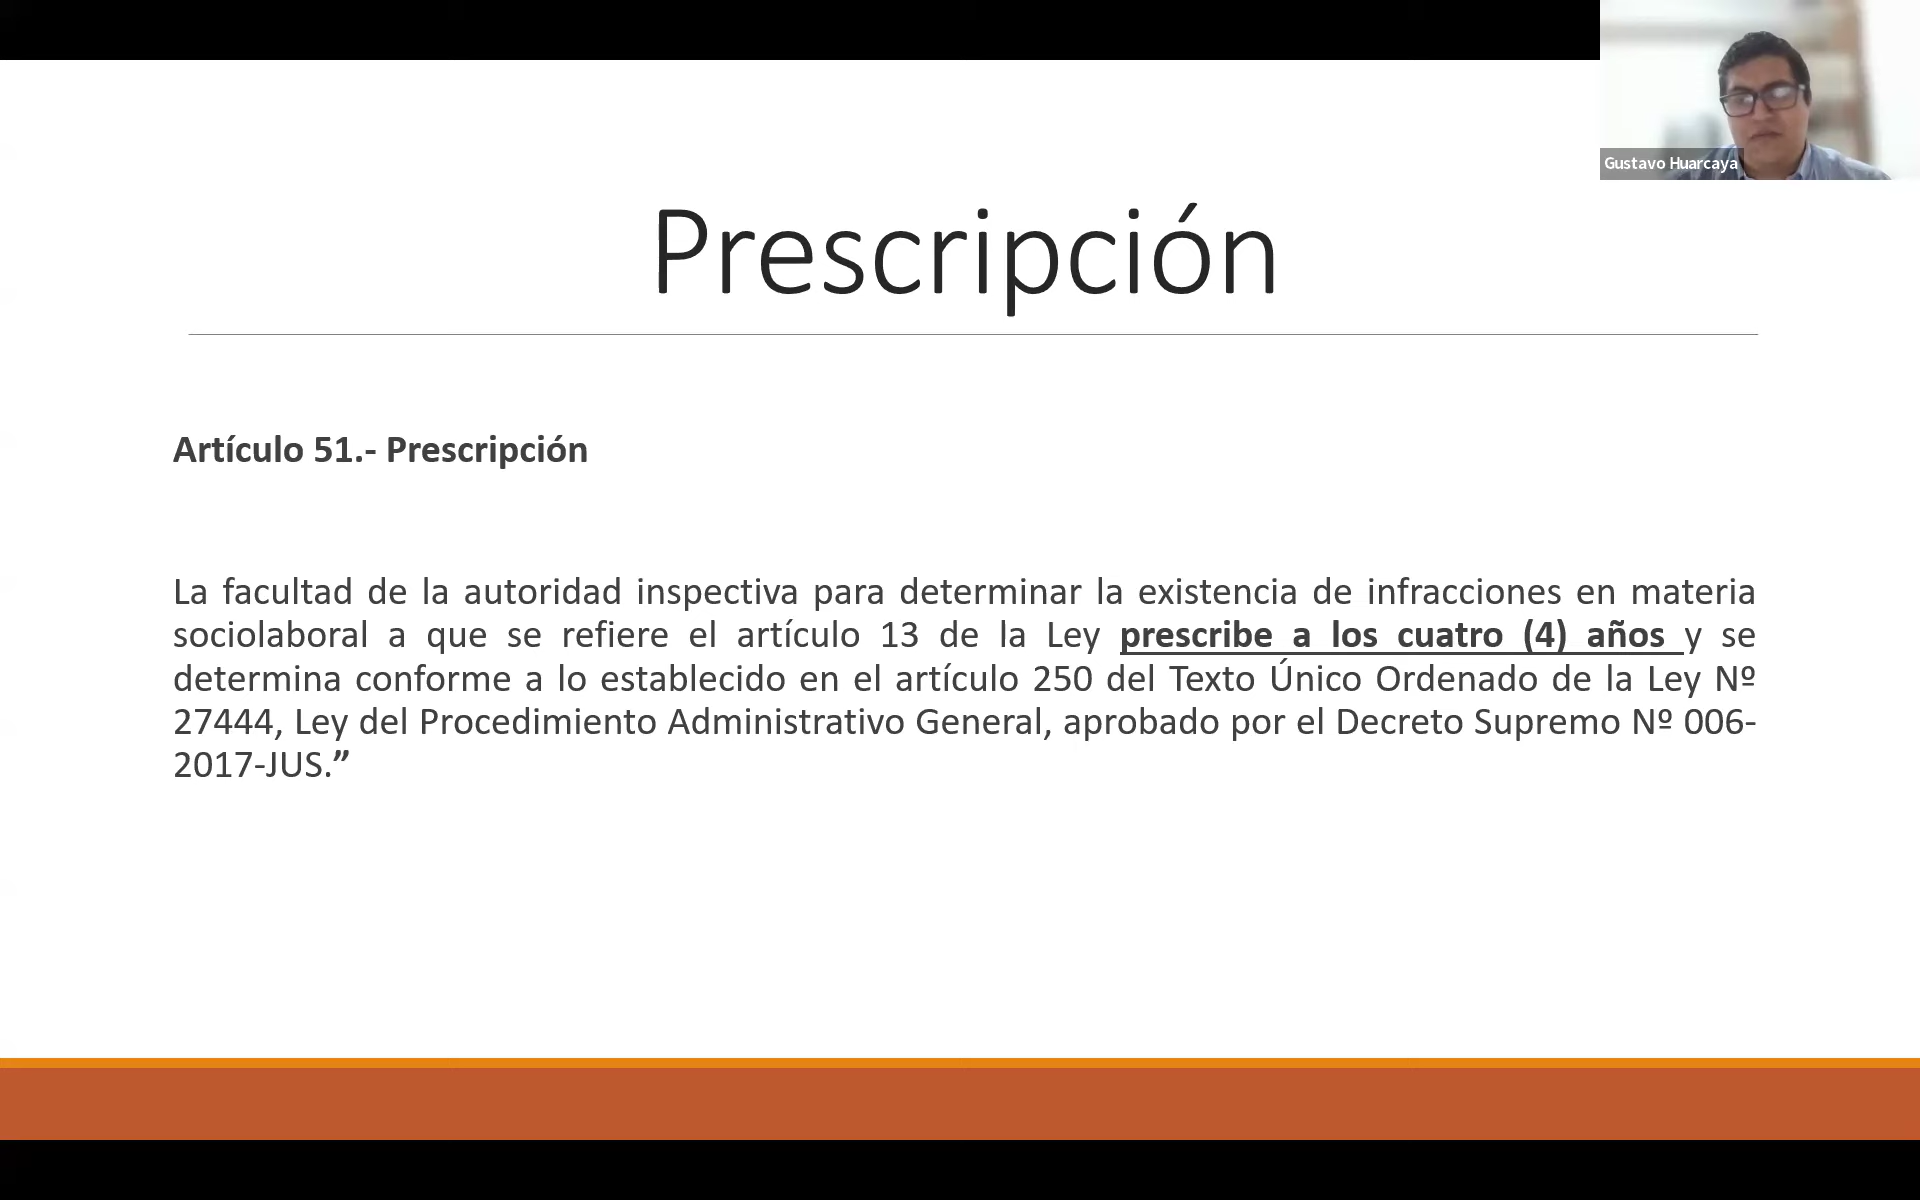 Gustavo Huarcaya
Prescripción
Artículo 51.- Prescripción
La facultad de la autoridad inspectiva para determinar la existencia de infracciones en materia
sociolaboral a que se refiere el artículo 13 de la Ley prescribe a los cuatro (4) años y se
determina conforme a lo establecido en el artículo 250 del Texto Único Ordenado de la Ley Nº
27444, Ley del Procedimiento Administrativo General, aprobado por el Decreto Supremo Nº 006-
2017-JUS.”